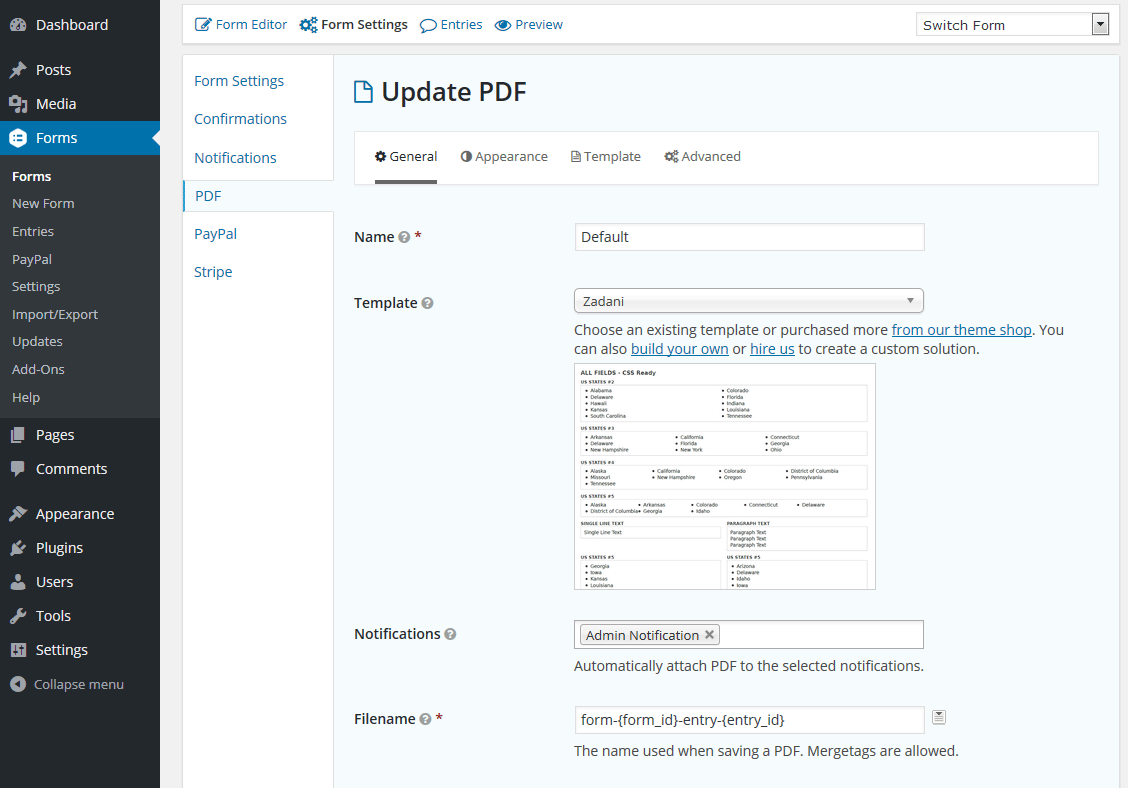 Dashboard
Posts
Media
Forms
Forms
New Form
Entries
PayPal
Settings
Import/Export
Updates
Add-Ons
Help
Pages
Comments
Appearance
Plugins
Users
Tools
Settings
Collapse menu
Form Editor Form Settings Entries Preview Switch Form
Form Settings
Confirmations
Notifications
PDF
PayPal
Stripe
Update PDF
General Appearance Template Advanced
Name ? * Default
Template ? Zadani
Choose an existing template or purchased more from our theme shop. You
can also build your own or hire us to create a custom solution.
ALL FIELDS - CSS Ready
US STATES #2
• Alabama • Colorado
• Delaware • Florida
• Hawaii • Indiana
• Kansas • Louisiana
• South Carolina • Tennessee
US STATES #3
• Arkansas • California • Connecticut
• Delaware • Florida • Georgia
• New Hampshire • New York • Ohio
US STATES #4
• Alaska • California • Colorado • District of Columbia
• Missouri • New Hampshire • Oregon • Pennsylvania
• Tennessee
US STATES #5
• Alaska • Arkansas • Colorado • Connecticut • Delaware
• District of Columbia • Georgia • Idaho
SINGLE LINE TEXT PARAGRAPH TEXT
Single Line Text Paragraph Text
Paragraph Text
Paragraph Text
US STATES #5 US STATES #5
• Georgia • Arizona
• Iowa • Delaware
• Kansas • Idaho
• Louisiana • Iowa
Notifications ? Admin Notification ×
Automatically attach PDF to the selected notifications.
Filename ? * form-{form_id}-entry-{entry_id}
The name used when saving a PDF. Mergetags are allowed.